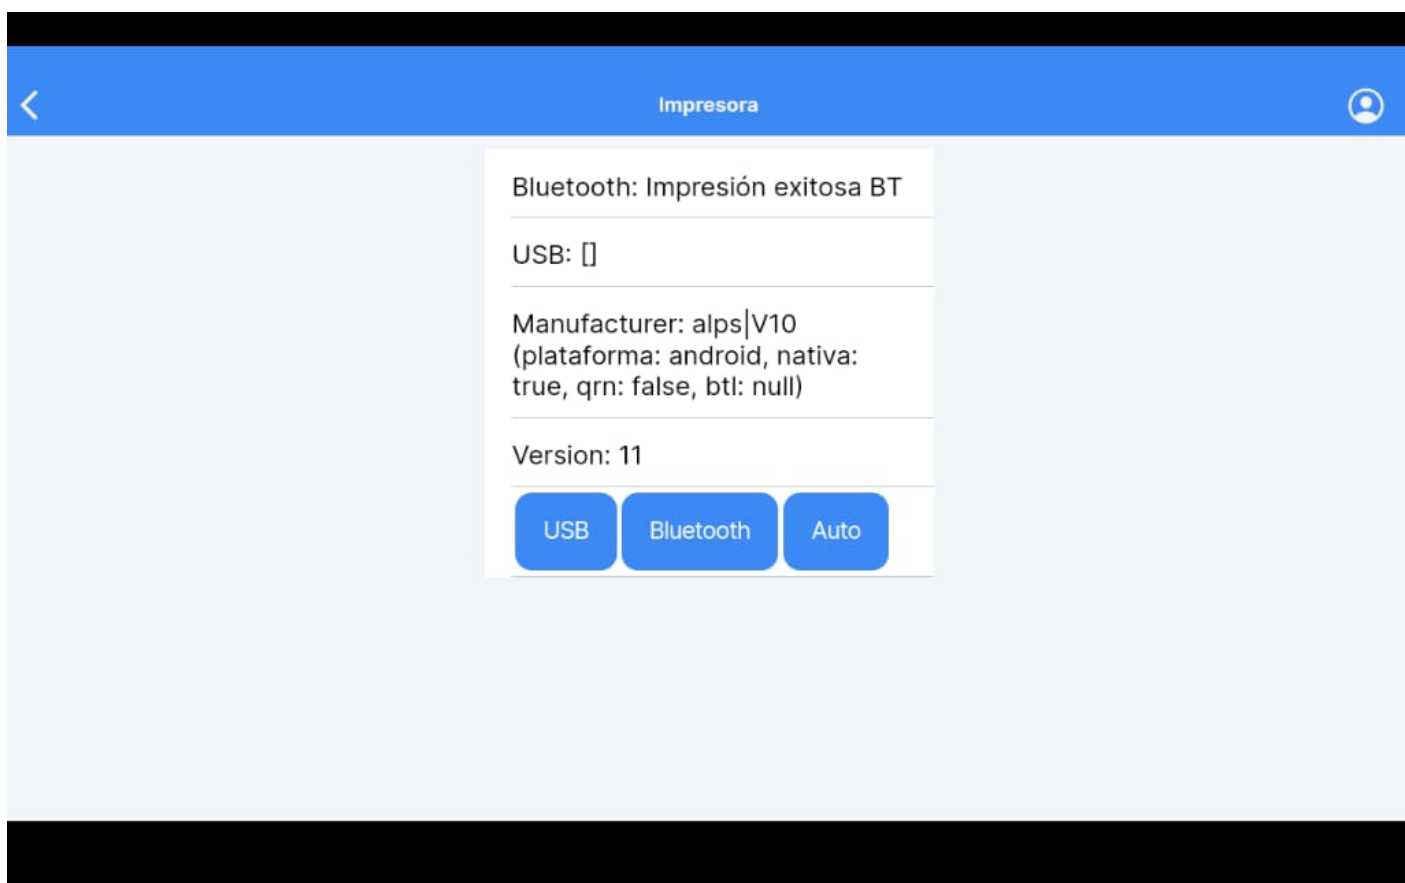 Impresora
Bluetooth: Impresión exitosa BT
USB: []
Manufacturer: alps|V10
(plataforma: android, nativa:
true, qrn: false, btl: null)
Version: 11
USB Bluetooth Auto